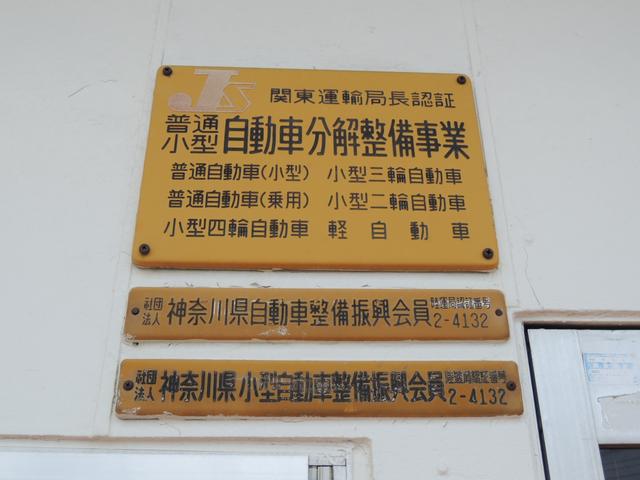 JS 関東運輸局長認証
普通 小型 自動車分解整備事業
普通自動車(小型) 小型三輪自動車
普通自動車(乗用) 小型二輪自動車
小型四輪自動車 軽自動車
社団法人 神奈川県自動車整備振興会員 2-4132
社団法人 神奈川県小型自動車整備振興会員 2-4132